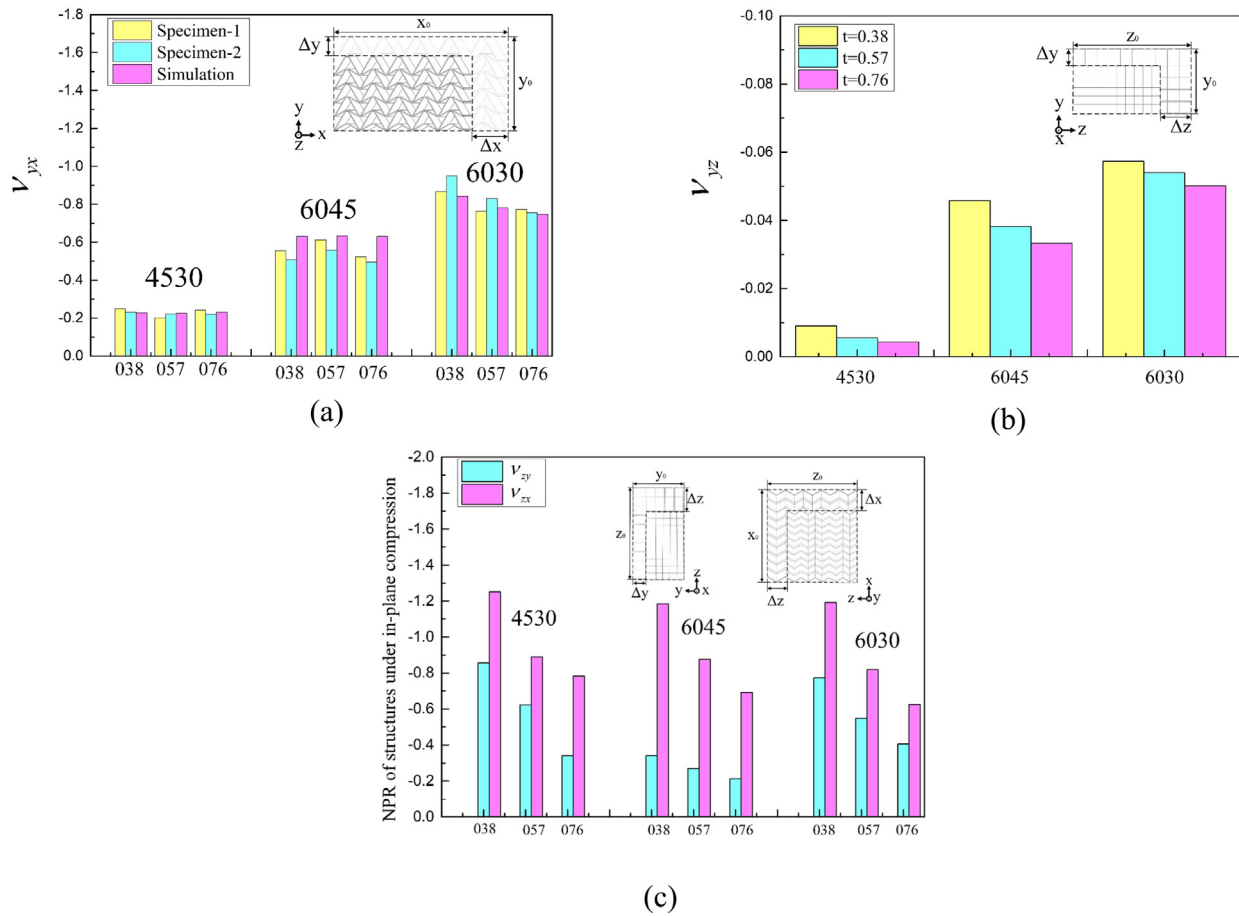 -1.8
-1.6
-1.4
-1.2
-1.0
-0.8
-0.6
-0.4
-0.2
0.0
ν_yx
Specimen-1
Specimen-2
Simulation
x₀
Δy
y₀
Δx
y
z
x
4530
6045
6030
038 057 076
038 057 076
038 057 076
(a)
-0.10
-0.08
-0.06
-0.04
-0.02
0.00
ν_yz
t=0.38
t=0.57
t=0.76
z₀
Δy
y₀
Δz
y
x
z
4530 6045 6030
(b)
-2.0
-1.8
-1.6
-1.4
-1.2
-1.0
-0.8
-0.6
-0.4
-0.2
0.0
NPR of structures under in-plane compression
ν_zy
ν_zx
y₀
Δz
z₀
Δy
z
y
x
z₀
Δx
x₀
Δz
x
z
y
4530
6045
6030
038 057 076
038 057 076
038 057 076
(c)